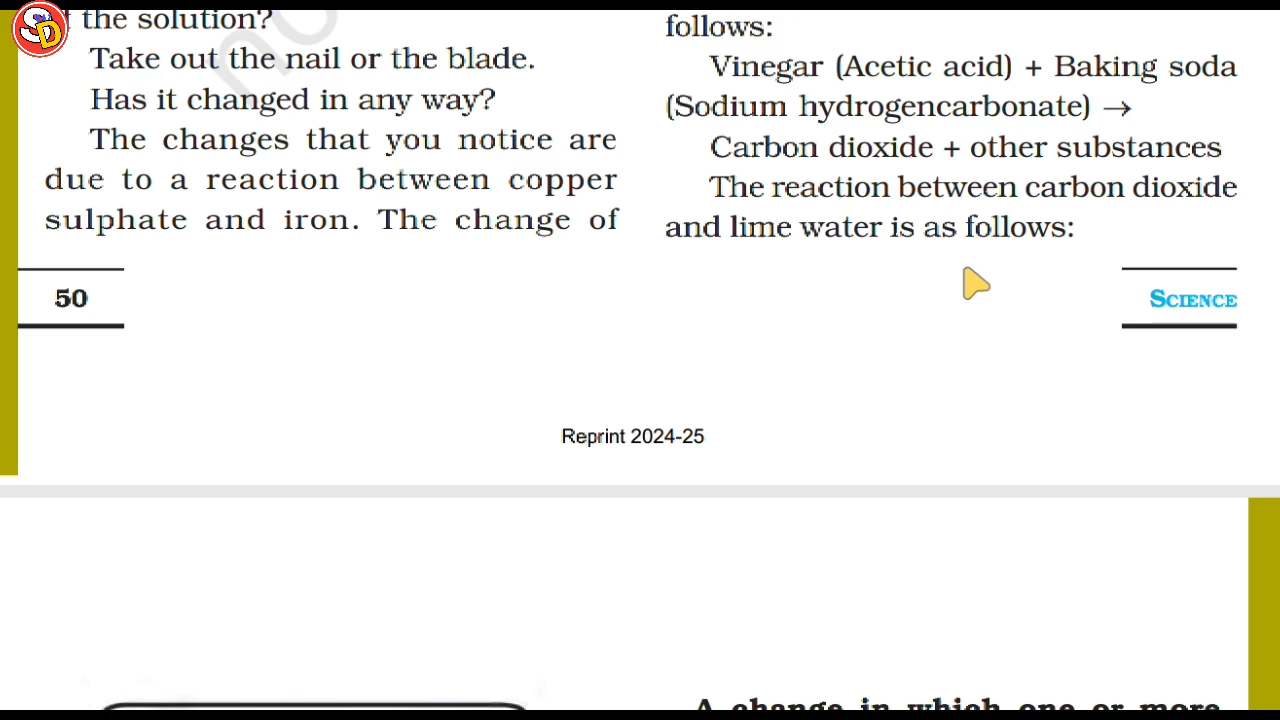 SD
the solution?
Take out the nail or the blade.
Has it changed in any way?
The changes that you notice are
due to a reaction between copper
sulphate and iron. The change of
50
follows:
Vinegar (Acetic acid) + Baking soda
(Sodium hydrogencarbonate) →
Carbon dioxide + other substances
The reaction between carbon dioxide
and lime water is as follows:
SCIENCE
Reprint 2024-25
A change in which one or more